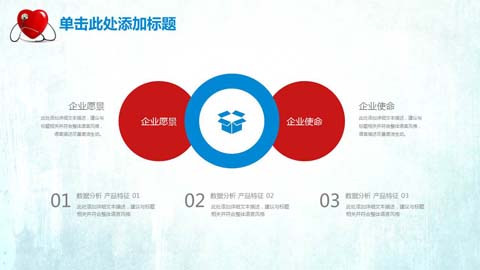 单击此处添加标题
企业愿景
此处添加详细文本描述，建议与
标题相关并符合整体语言风格，
语言描述尽量简洁生动。
企业愿景
企业使命
企业使命
此处添加详细文本描述，建议与
标题相关并符合整体语言风格，
语言描述尽量简洁生动。
01
数据分析 产品特征 01
此处添加详细文本描述，建议与标题
相关并符合整体语言风格
02
数据分析 产品特征 02
此处添加详细文本描述，建议与标题
相关并符合整体语言风格
03
数据分析 产品特征 03
此处添加详细文本描述，建议与标题
相关并符合整体语言风格